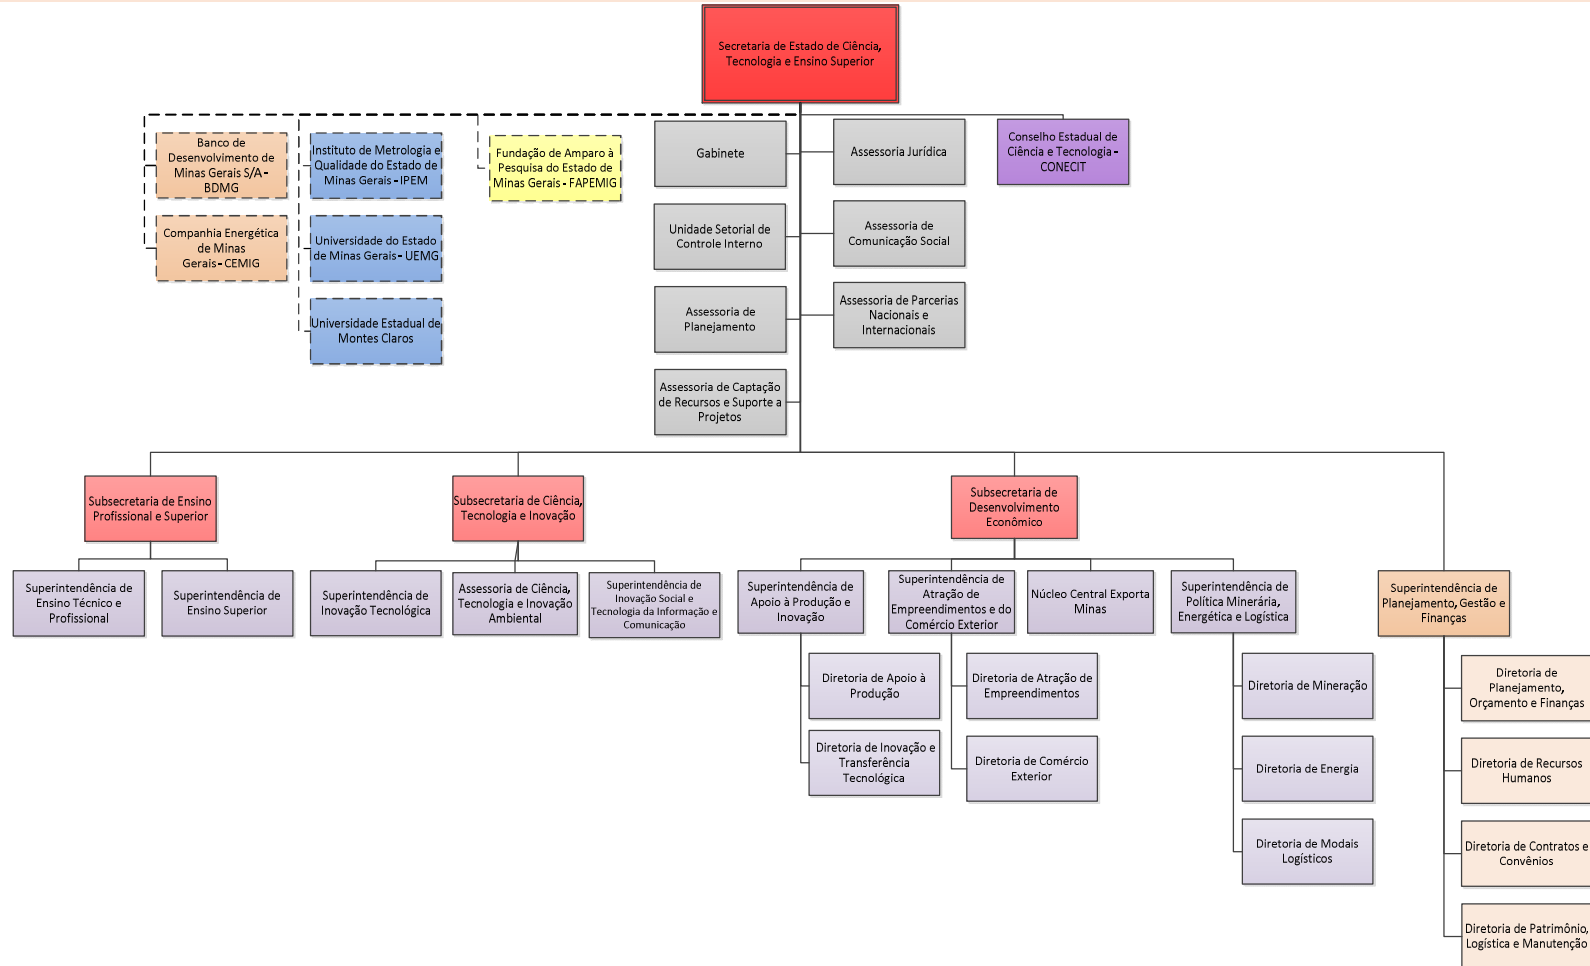 Secretaria de Estado de Ciência,
Tecnologia e Ensino Superior
Banco de
Desenvolvimento de
Minas Gerais S/A -
BDMG
Instituto de Metrologia e
Qualidade do Estado de
Minas Gerais - IPEM
Fundação de Amparo à
Pesquisa do Estado de
Minas Gerais - FAPEMIG
Gabinete
Assessoria Jurídica
Conselho Estadual de
Ciência e Tecnologia -
CONECIT
Companhia Energética
de Minas
Gerais - CEMIG
Universidade do Estado
de Minas Gerais - UEMG
Unidade Setorial de
Controle Interno
Assessoria de
Comunicação Social
Universidade Estadual de
Montes Claros
Assessoria de
Planejamento
Assessoria de Parcerias
Nacionais e
Internacionais
Assessoria de Captação
de Recursos e Suporte a
Projetos
Subsecretaria de Ensino
Profissional e Superior
Subsecretaria de Ciência,
Tecnologia e Inovação
Subsecretaria de
Desenvolvimento
Econômico
Superintendência de
Ensino Técnico e
Profissional
Superintendência de
Ensino Superior
Superintendência de
Inovação Tecnológica
Assessoria de Ciência,
Tecnologia e Inovação
Ambiental
Superintendência de
Inovação Social e
Tecnologia da Informação e
Comunicação
Superintendência de
Apoio à Produção e
Inovação
Superintendência de
Atração de
Empreendimentos e do
Comércio Exterior
Núcleo Central Exporta
Minas
Superintendência de
Política Minerária,
Energética e Logística
Superintendência de
Planejamento, Gestão e
Finanças
Diretoria de Apoio à
Produção
Diretoria de Atração de
Empreendimentos
Diretoria de Mineração
Diretoria de
Planejamento,
Orçamento e Finanças
Diretoria de Inovação e
Transferência
Tecnológica
Diretoria de Comércio
Exterior
Diretoria de Energia
Diretoria de Recursos
Humanos
Diretoria de Modais
Logísticos
Diretoria de Contratos e
Convênios
Diretoria de Patrimônio,
Logística e Manutenção